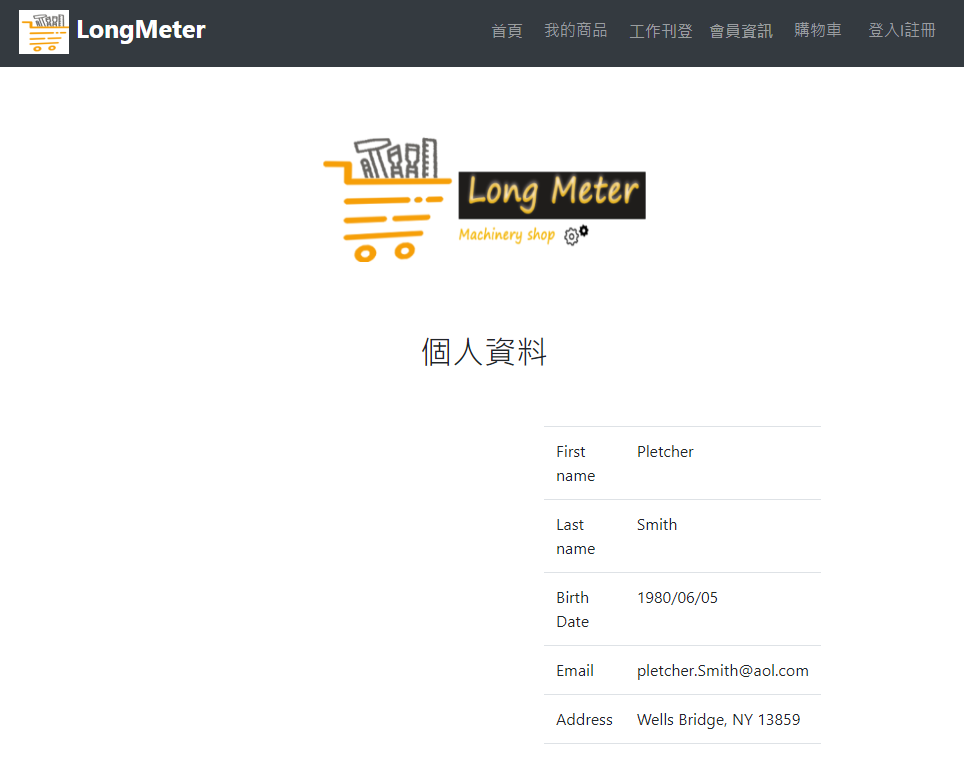 LongMeter
首頁 我的商品 工作刊登 會員資訊 購物車 登入|註冊
Long Meter
Machinery shop
個人資料
First name Pletcher
Last name Smith
Birth Date 1980/06/05
Email pletcher.Smith@aol.com
Address Wells Bridge, NY 13859